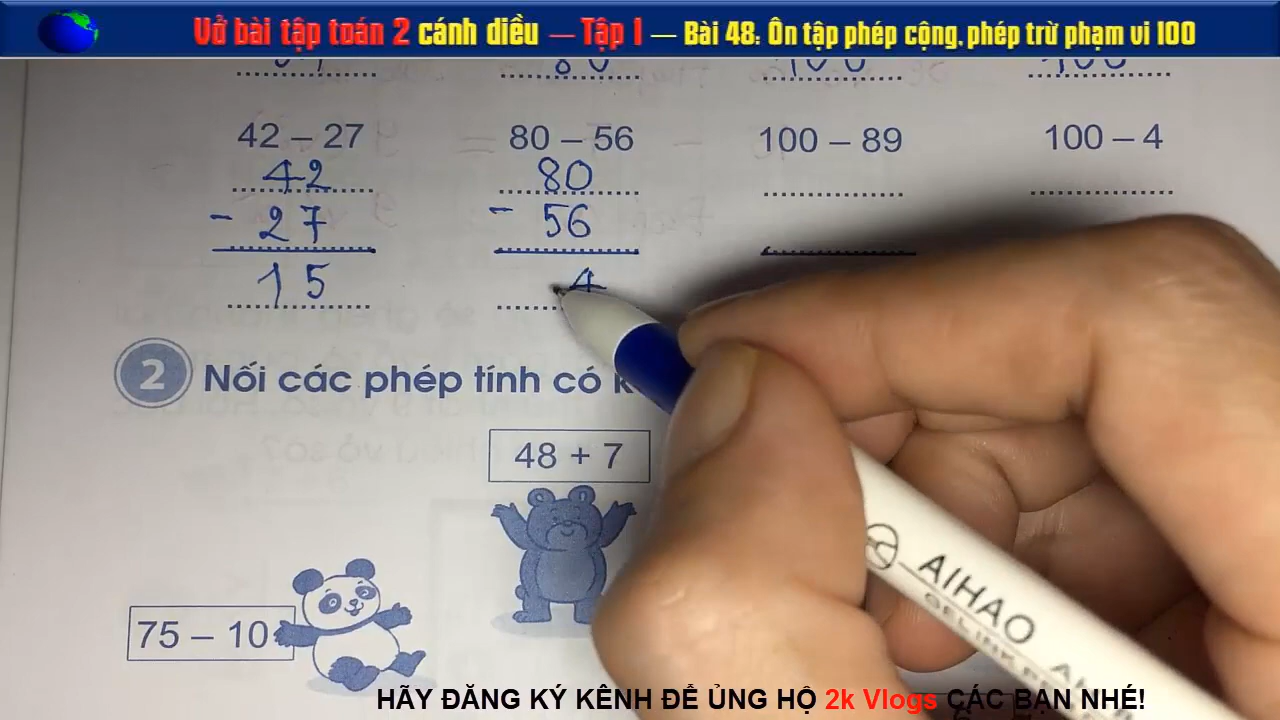 Vở bài tập toán 2 cánh diều — Tập 1 — Bài 48: Ôn tập phép cộng, phép trừ phạm vi 100
42 – 27 80 – 56 100 – 89 100 – 4
42 80
- 27 - 56
15 4
2 Nối các phép tính có
48 + 7
75 – 10
AIHAO
HÃY ĐĂNG KÝ KÊNH ĐỂ ỦNG HỘ 2k Vlogs CÁC BẠN NHÉ!